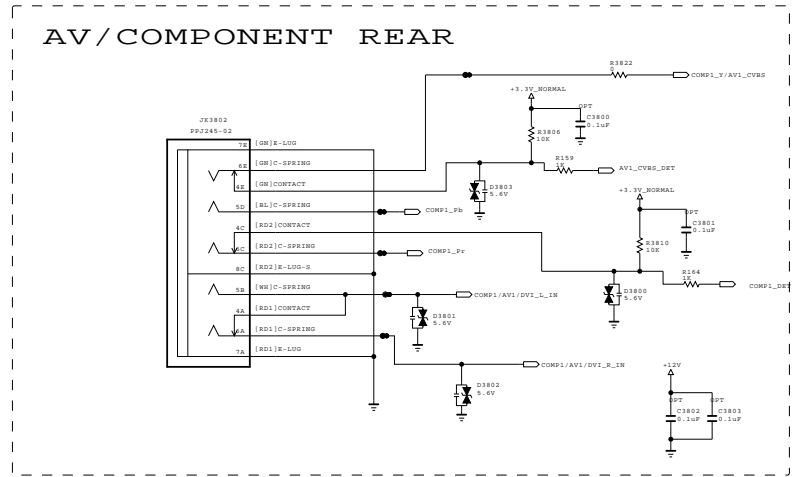 AV/COMPONENT REAR
R3822
0
COMP1_Y/AV1_CVBS
+3.3V_NORMAL
OPT
C3800
0.1uF
R3806
10K
JK3802
PPJ245-02
7E [GN]E-LUG
6E [GN]C-SPRING
4E [GN]CONTACT
5D [BL]C-SPRING
4C [RD2]CONTACT
6C [RD2]C-SPRING
8C [RD2]E-LUG-S
5B [WH]C-SPRING
4A [RD1]CONTACT
6A [RD1]C-SPRING
7A [RD1]E-LUG
R159
1K
AV1_CVBS_DET
D3803
5.6V
COMP1_Pb
COMP1_Pr
+3.3V_NORMAL
OPT
C3801
0.1uF
R3810
10K
R164
1K
COMP1_DET
D3800
5.6V
COMP1/AV1/DVI_L_IN
D3801
5.6V
COMP1/AV1/DVI_R_IN
D3802
5.6V
+12V
OPT
C3802
0.1uF
OPT
C3803
0.1uF